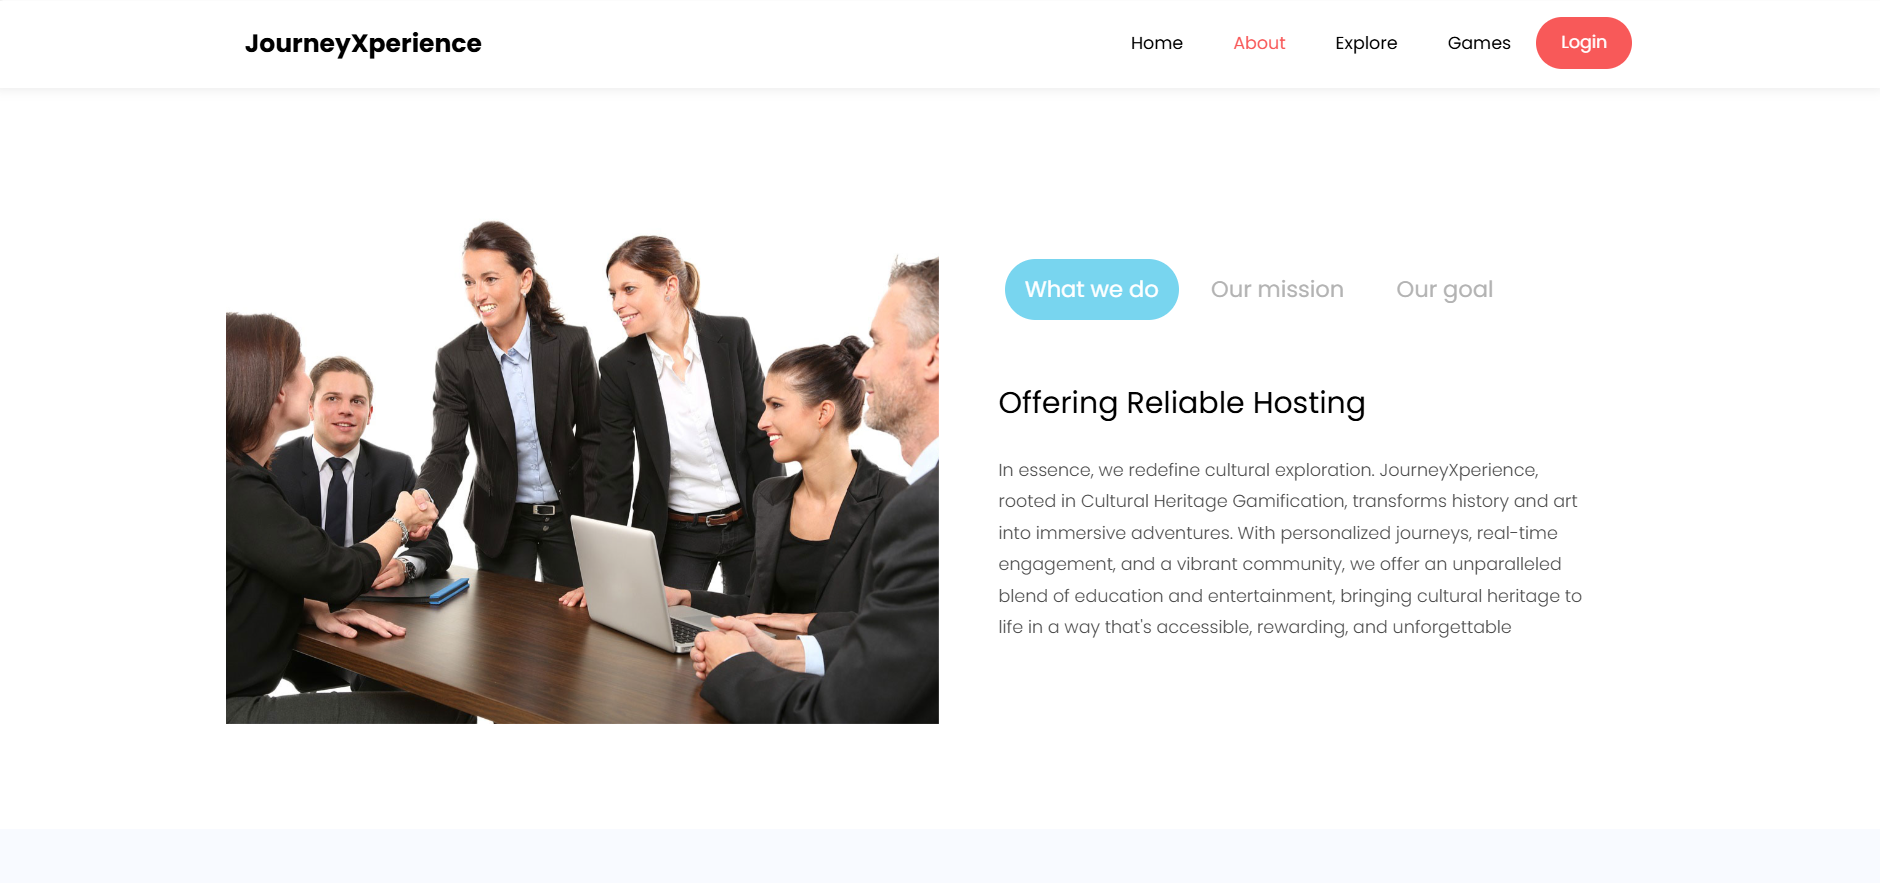 JourneyXperience
Home
About
Explore
Games
Login
What we do
Our mission
Our goal
Offering Reliable Hosting
In essence, we redefine cultural exploration. JourneyXperience,
rooted in Cultural Heritage Gamification, transforms history and art
into immersive adventures. With personalized journeys, real-time
engagement, and a vibrant community, we offer an unparalleled
blend of education and entertainment, bringing cultural heritage to
life in a way that's accessible, rewarding, and unforgettable